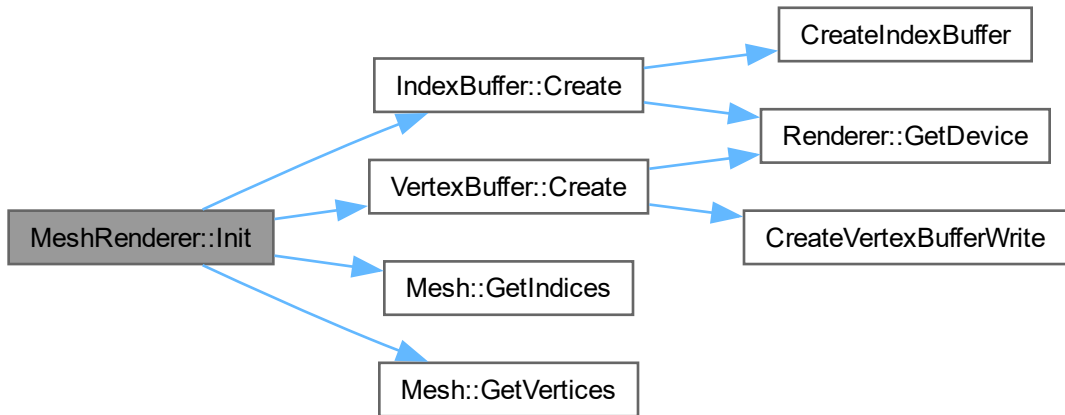 CreateIndexBuffer
IndexBuffer::Create
Renderer::GetDevice
VertexBuffer::Create
MeshRenderer::Init
CreateVertexBufferWrite
Mesh::GetIndices
Mesh::GetVertices